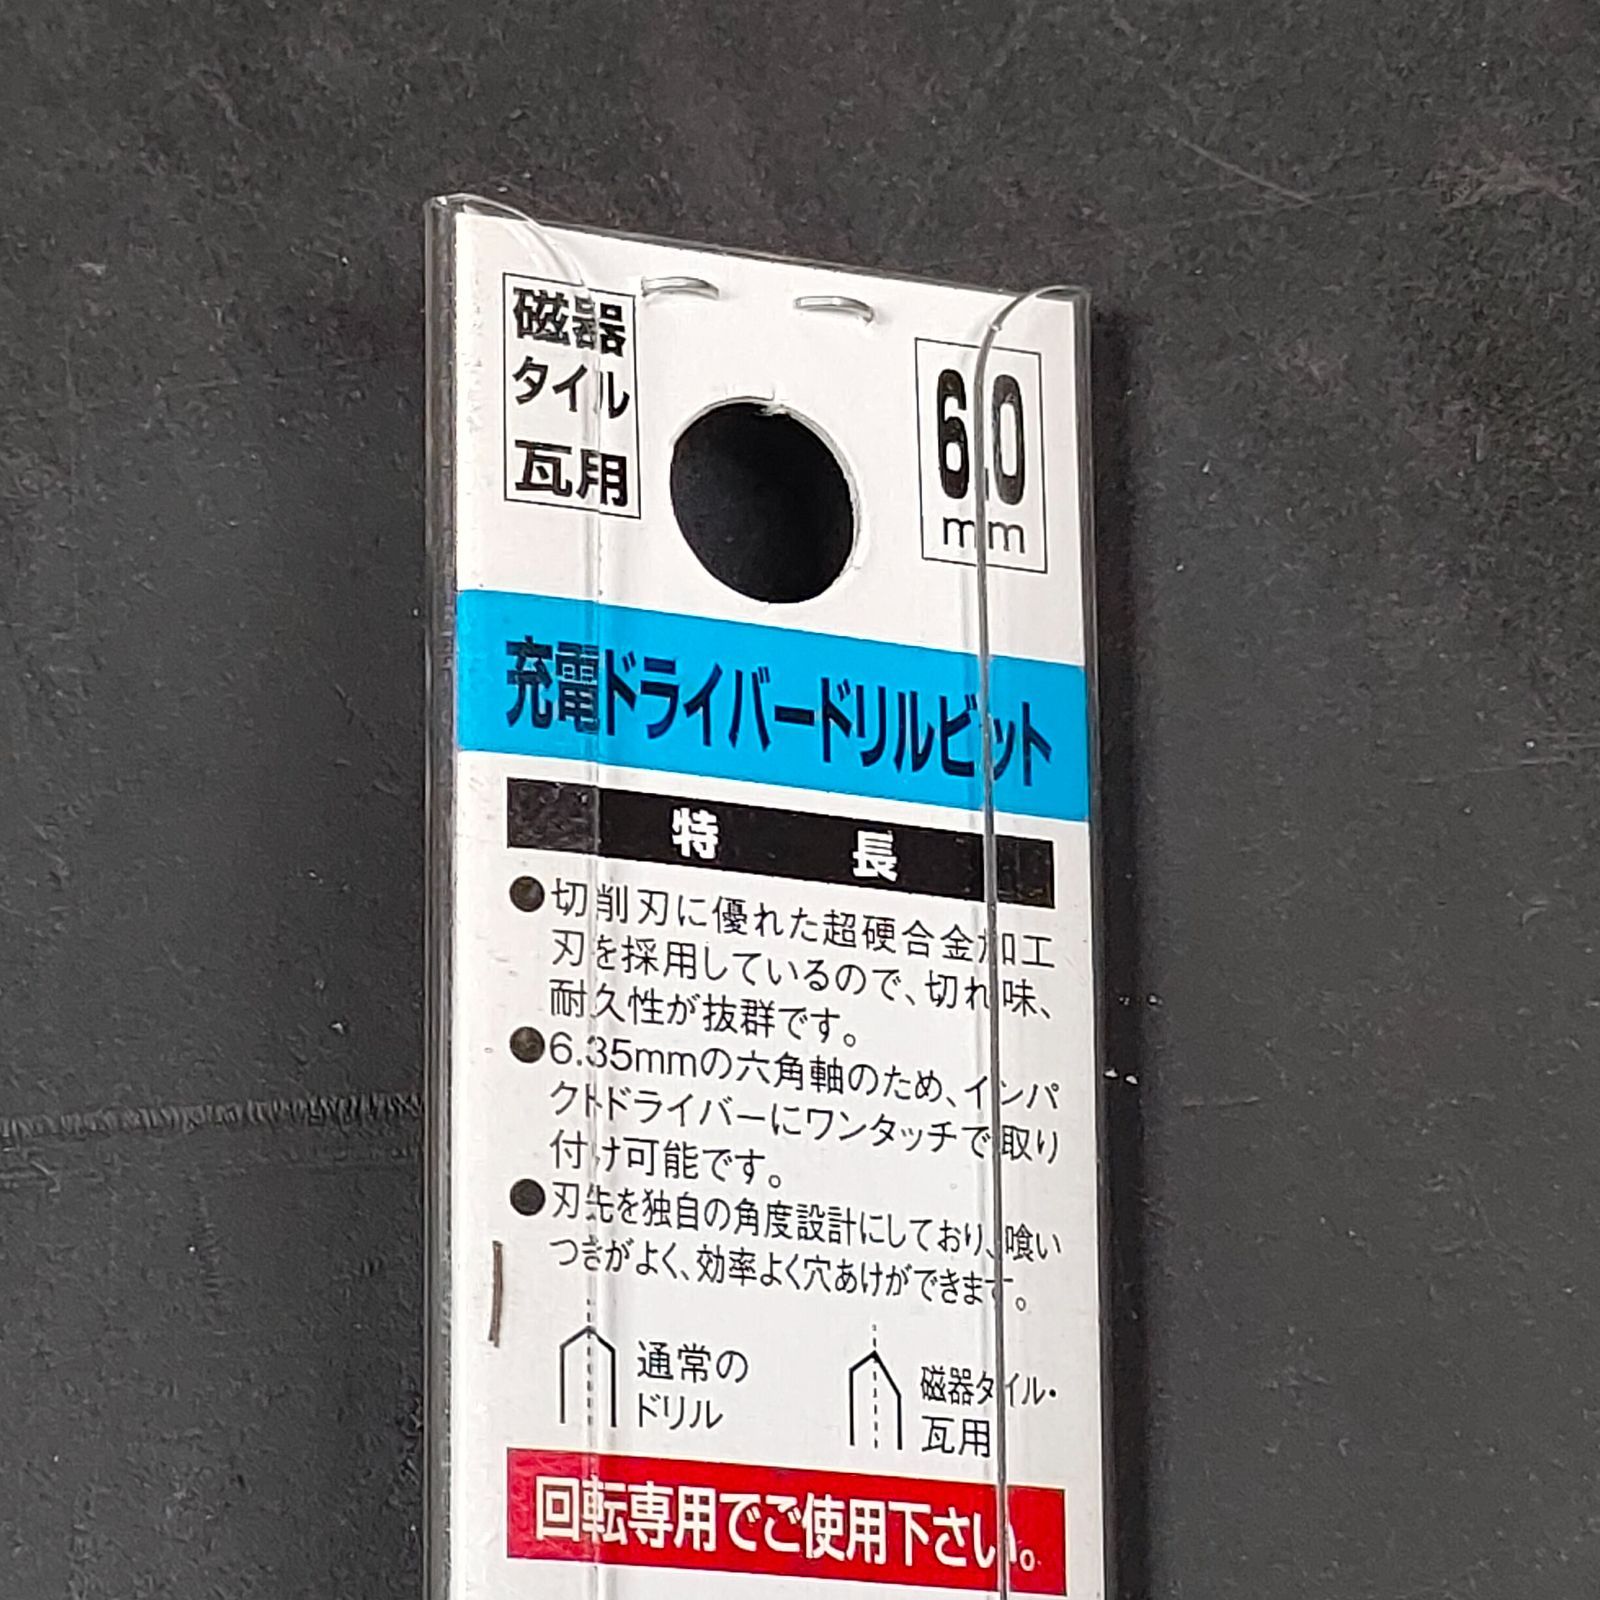 磁器
タイル
瓦用
6.0
mm
充電ドライバードリルビット
特長
●切削刃に優れた超硬合金加工
刃を採用しているので、切れ味、
耐久性が抜群です。
●6.35mmの六角軸のため、インパ
クトドライバーにワンタッチで取り
付け可能です。
●刃先を独自の角度設計にしており、喰い
つきがよく、効率よく穴あけができます。
通常の
ドリル
磁器タイル・
瓦用
回転専用でご使用下さい。